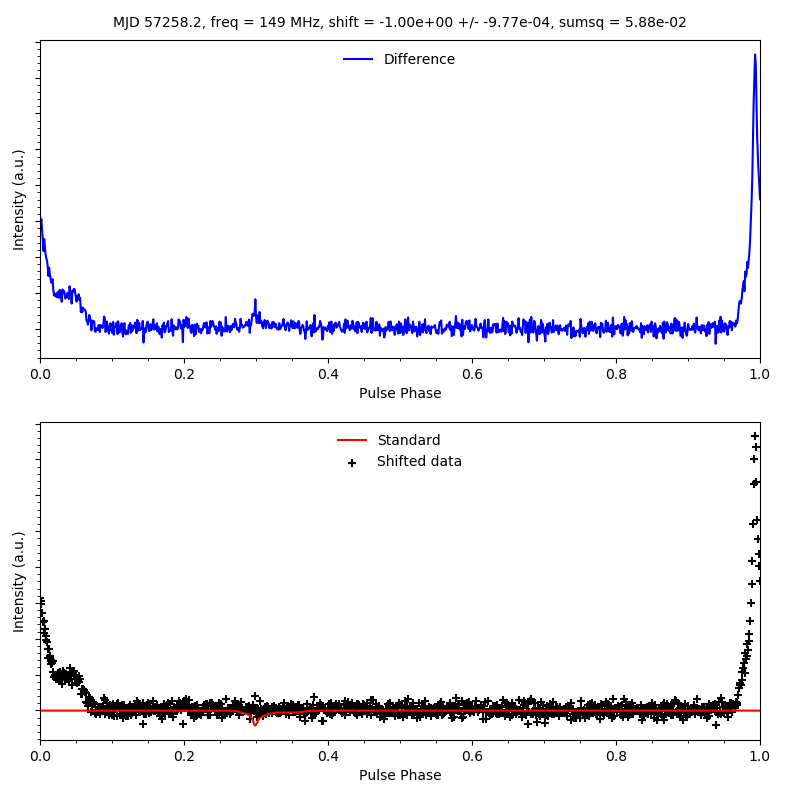 MJD 57258.2, freq = 149 MHz, shift = -1.00e+00 +/- -9.77e-04, sumsq = 5.88e-02
Difference
Intensity (a.u.)
0.0 0.2 0.4 0.6 0.8 1.0
Pulse Phase
Standard
Shifted data
Intensity (a.u.)
0.0 0.2 0.4 0.6 0.8 1.0
Pulse Phase